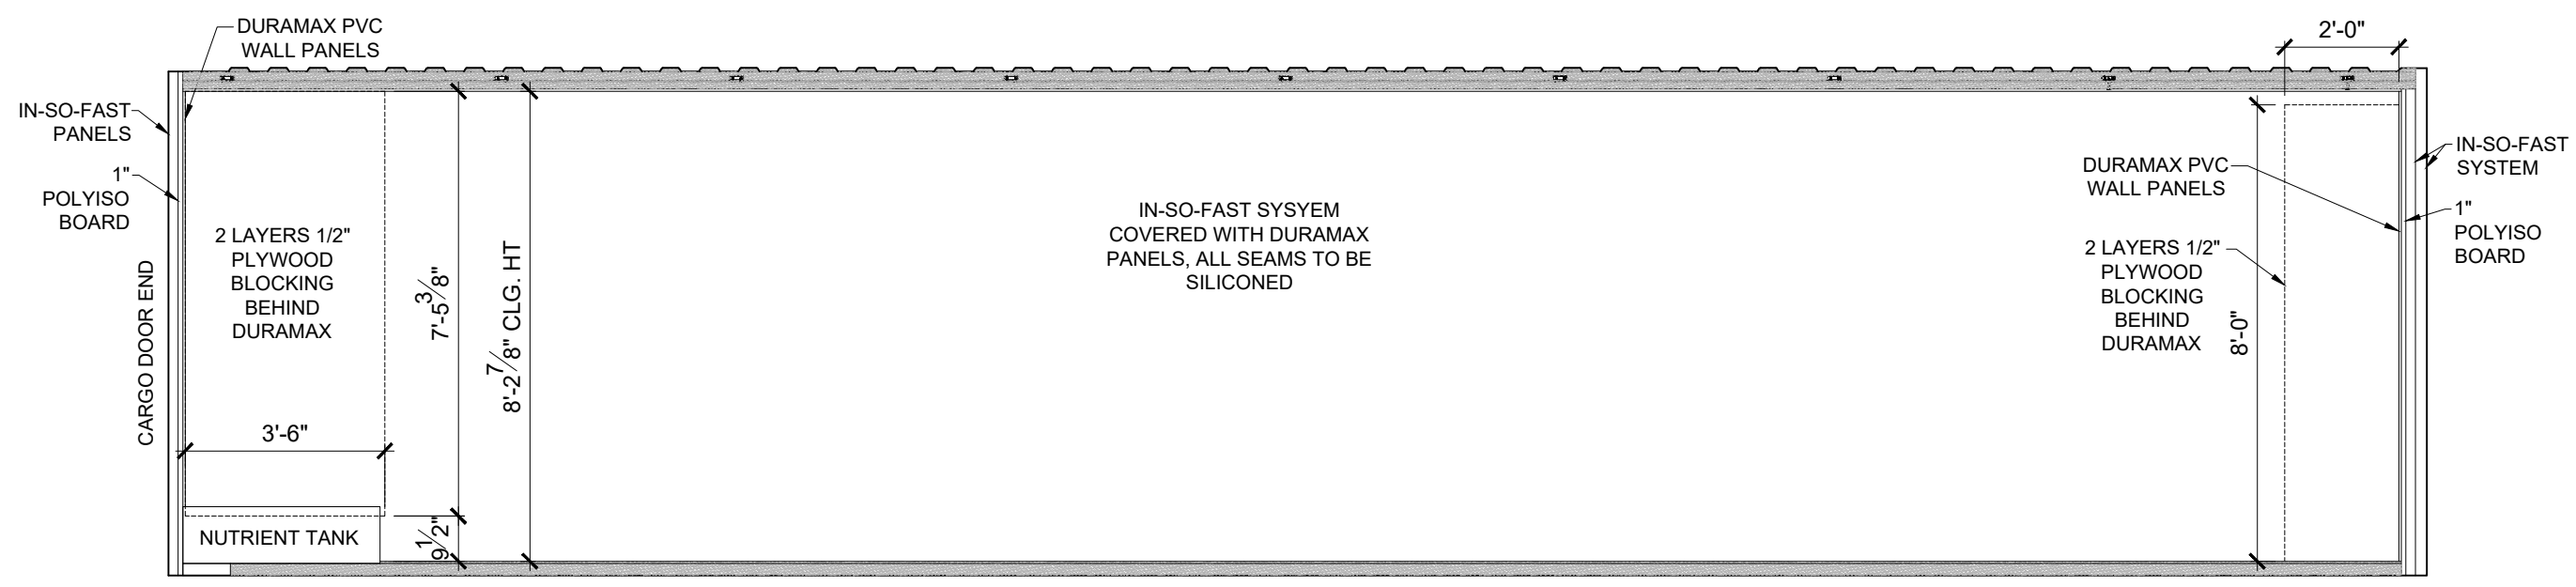 DURAMAX PVC
WALL PANELS
IN-SO-FAST
PANELS
1"
POLYISO
BOARD
CARGO DOOR END
2 LAYERS 1/2"
PLYWOOD
BLOCKING
BEHIND
DURAMAX
3'-6"
NUTRIENT TANK
7'-5 3/8"
9 1/2"
8'-2 7/8" CLG. HT
IN-SO-FAST SYSYEM
COVERED WITH DURAMAX
PANELS, ALL SEAMS TO BE
SILICONED
2'-0"
DURAMAX PVC
WALL PANELS
2 LAYERS 1/2"
PLYWOOD
BLOCKING
BEHIND
DURAMAX
8'-0"
IN-SO-FAST
SYSTEM
1"
POLYISO
BOARD